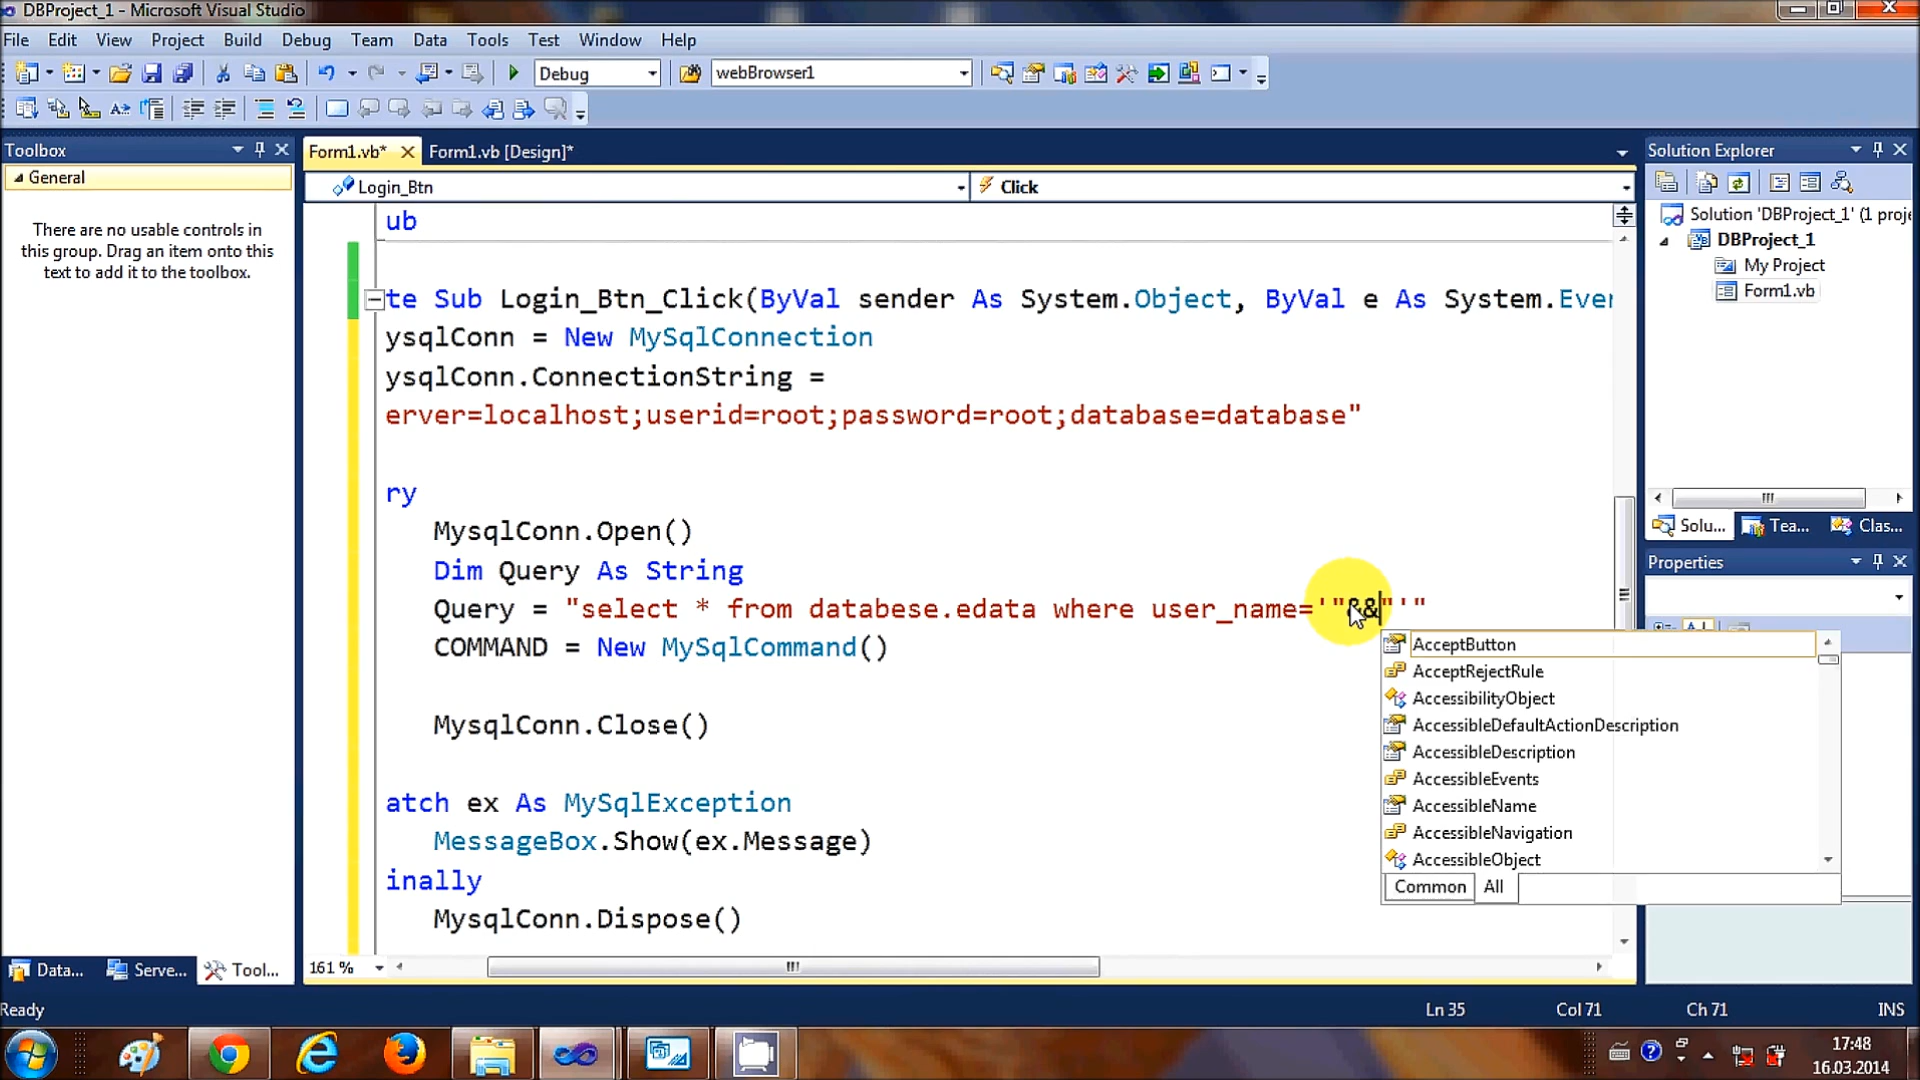 DBProject_1 - Microsoft Visual Studio
File Edit View Project Build Debug Team Data Tools Test Window Help
Debug
webBrowser1
Toolbox
General
There are no usable controls in
this group. Drag an item onto this
text to add it to the toolbox.
Data... Serve... Tool...
Form1.vb* Form1.vb [Design]*
Login_Btn
Click
ub
te Sub Login_Btn_Click(ByVal sender As System.Object, ByVal e As System.Even
ysqlConn = New MySqlConnection
ysqlConn.ConnectionString =
erver=localhost;userid=root;password=root;database=database"
ry
MysqlConn.Open()
Dim Query As String
Query = "select * from databese.edata where user_name='"&&"'"
COMMAND = New MySqlCommand()
MysqlConn.Close()
atch ex As MySqlException
MessageBox.Show(ex.Message)
inally
MysqlConn.Dispose()
AcceptButton
AcceptRejectRule
AccessibilityObject
AccessibleDefaultActionDescription
AccessibleDescription
AccessibleEvents
AccessibleName
AccessibleNavigation
AccessibleObject
Common All
161 %
Solution Explorer
Solution 'DBProject_1' (1 proje
DBProject_1
My Project
Form1.vb
Solu... Tea... Clas...
Properties
Ready
Ln 35 Col 71 Ch 71 INS
17:48
16.03.2014